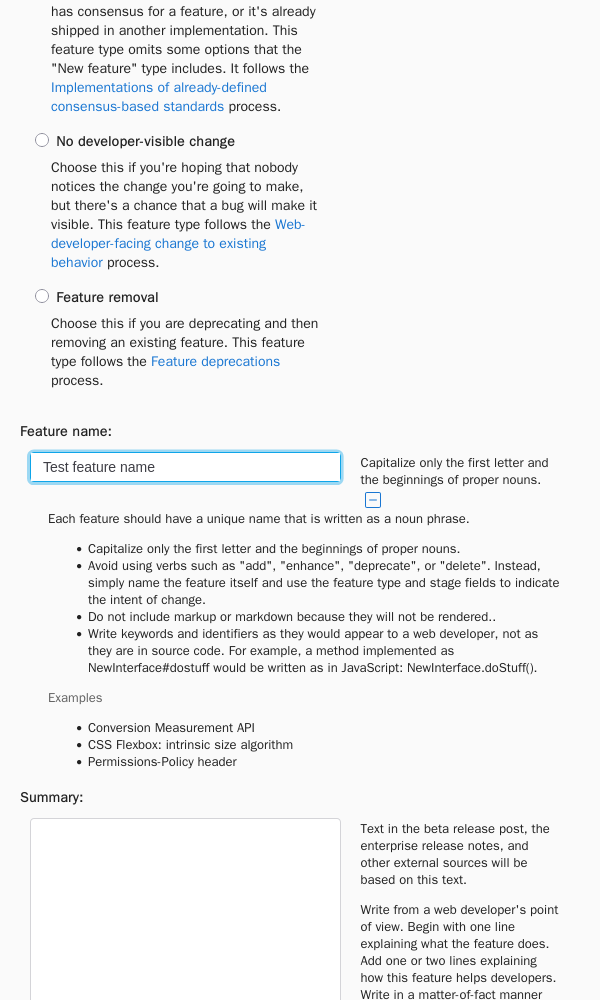 has consensus for a feature, or it's already
shipped in another implementation. This
feature type omits some options that the
"New feature" type includes. It follows the
Implementations of already-defined
consensus-based standards process.
No developer-visible change
Choose this if you're hoping that nobody
notices the change you're going to make,
but there's a chance that a bug will make it
visible. This feature type follows the Web-
developer-facing change to existing
behavior process.
Feature removal
Choose this if you are deprecating and then
removing an existing feature. This feature
type follows the Feature deprecations
process.
Feature name:
Test feature name
Capitalize only the first letter and
the beginnings of proper nouns.
Each feature should have a unique name that is written as a noun phrase.
• Capitalize only the first letter and the beginnings of proper nouns.
• Avoid using verbs such as "add", "enhance", "deprecate", or "delete". Instead,
simply name the feature itself and use the feature type and stage fields to indicate
the intent of change.
• Do not include markup or markdown because they will not be rendered..
• Write keywords and identifiers as they would appear to a web developer, not as
they are in source code. For example, a method implemented as
NewInterface#dostuff would be written as in JavaScript: NewInterface.doStuff().
Examples
• Conversion Measurement API
• CSS Flexbox: intrinsic size algorithm
• Permissions-Policy header
Summary:
Text in the beta release post, the
enterprise release notes, and
other external sources will be
based on this text.
Write from a web developer's point
of view. Begin with one line
explaining what the feature does.
Add one or two lines explaining
how this feature helps developers.
Write in a matter-of-fact manner